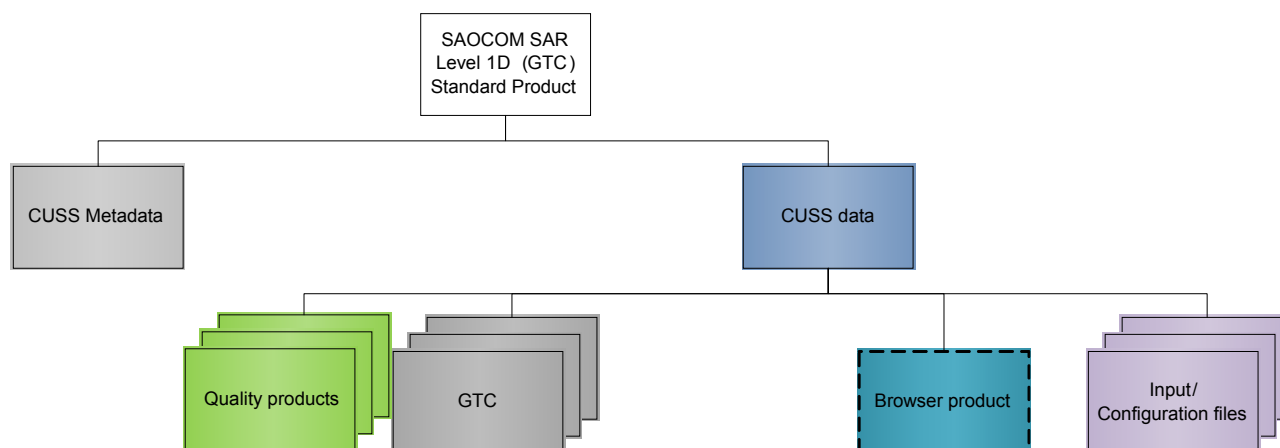 SAOCOM SAR
Level 1D (GTC)
Standard Product
CUSS Metadata
CUSS data
Quality products
GTC
Browser product
Input/
Configuration files